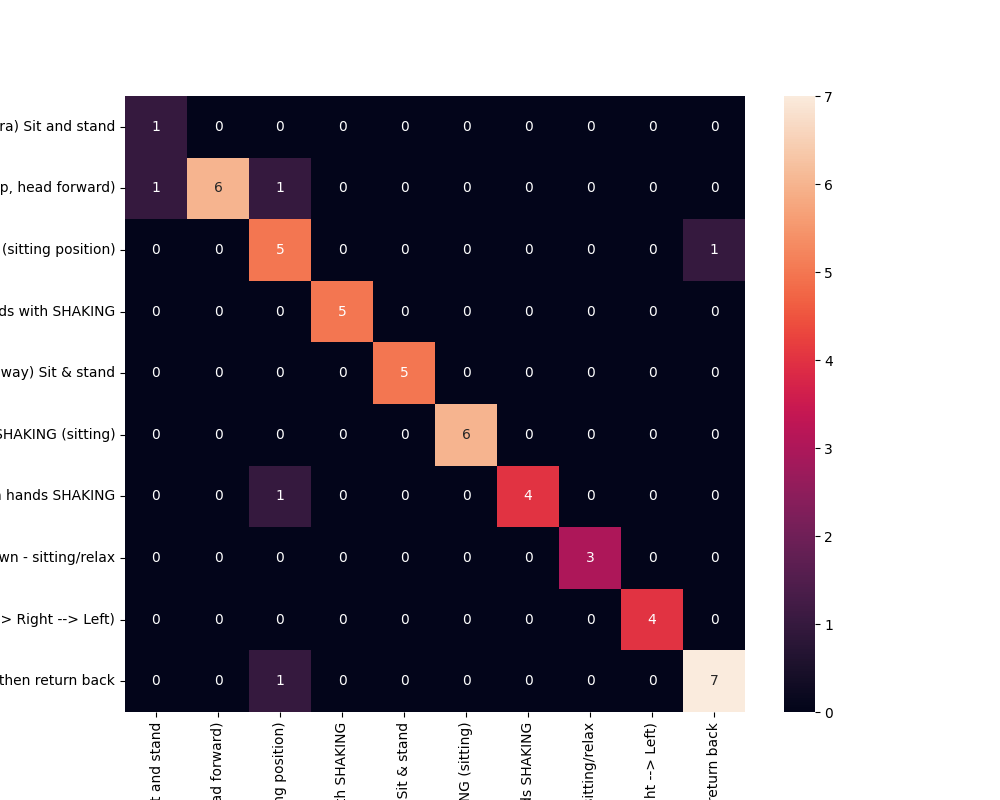 ra) Sit and stand 1 0 0 0 0 0 0 0 0 0
p, head forward) 1 6 1 0 0 0 0 0 0 0
(sitting position) 0 0 5 0 0 0 0 0 0 1
ds with SHAKING 0 0 0 5 0 0 0 0 0 0
way) Sit & stand 0 0 0 0 5 0 0 0 0 0
SHAKING (sitting) 0 0 0 0 0 6 0 0 0 0
hands SHAKING 0 0 1 0 0 0 4 0 0 0
wn - sitting/relax 0 0 0 0 0 0 0 3 0 0
> Right --> Left) 0 0 0 0 0 0 0 0 4 0
then return back 0 0 1 0 0 0 0 0 0 7
t and stand
ad forward)
ng position)
th SHAKING
Sit & stand
NG (sitting)
ds SHAKING
sitting/relax
ht --> Left)
return back
7
6
5
4
3
2
1
0